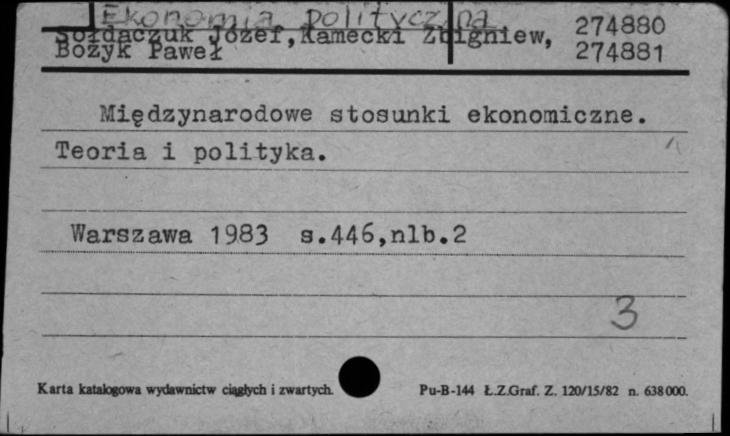 Ekonomia polityczna
Sołdaczuk Józef, Kamecki Zbigniew, 274880
Bożyk Paweł 274881
Międzynarodowe stosunki ekonomiczne.
Teoria i polityka.
Warszawa 1983 s.446,nlb.2
3
Karta katalogowa wydawnictw ciągłych i zwartych. Pu-B-144 Ł.Z.Graf. Z. 120/15/82 n. 638000.